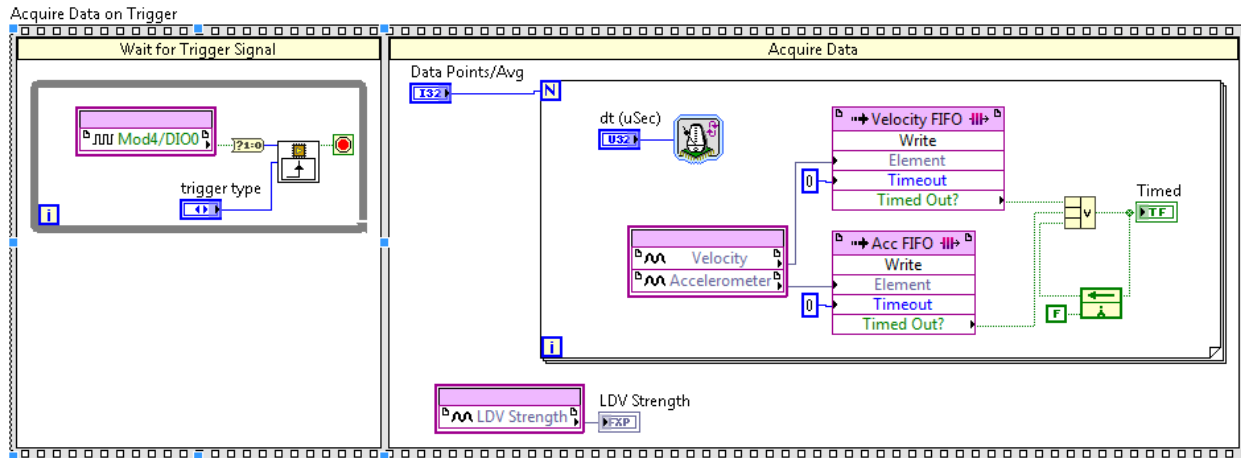 Acquire Data on Trigger
Wait for Trigger Signal
Mod4/DIO0
?1:0
trigger type
i
Acquire Data
Data Points/Avg
I32
N
dt (uSec)
U32
Velocity FIFO
Write
Element
0
Timeout
Timed Out?
Timed
TF
V
Velocity
Accelerometer
Acc FIFO
Write
Element
0
Timeout
Timed Out?
F
i
LDV Strength
LDV Strength
FXP